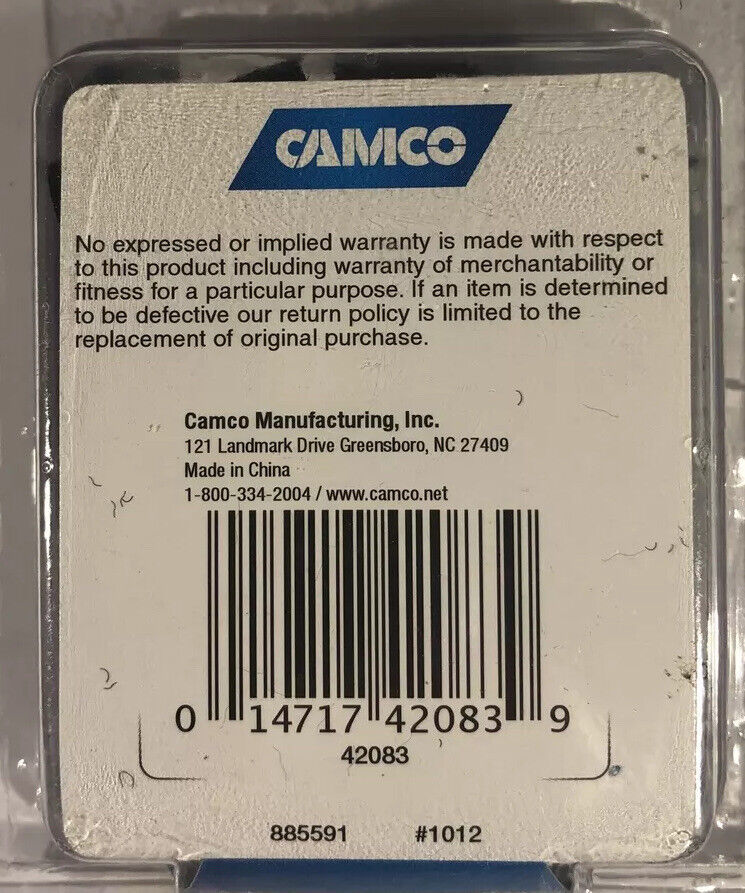 CAMCO
No expressed or implied warranty is made with respect
to this product including warranty of merchantability or
fitness for a particular purpose. If an item is determined
to be defective our return policy is limited to the
replacement of original purchase.
Camco Manufacturing, Inc.
121 Landmark Drive Greensboro, NC 27409
Made in China
1-800-334-2004 / www.camco.net
0 14717 42083 9
42083
885591 #1012